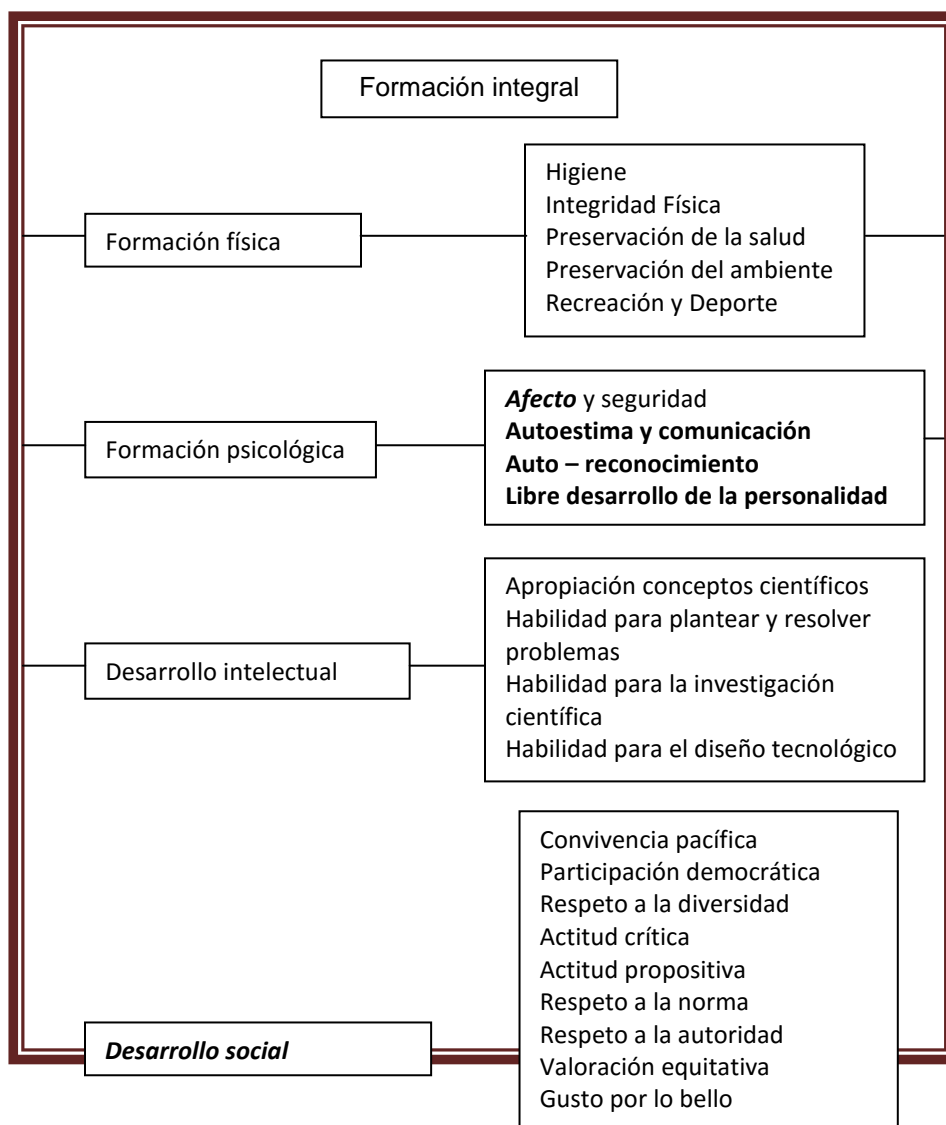 Formación integral
Formación física
Higiene
Integridad Física
Preservación de la salud
Preservación del ambiente
Recreación y Deporte
Formación psicológica
Afecto y seguridad
Autoestima y comunicación
Auto – reconocimiento
Libre desarrollo de la personalidad
Desarrollo intelectual
Apropiación conceptos científicos
Habilidad para plantear y resolver
problemas
Habilidad para la investigación
científica
Habilidad para el diseño tecnológico
Desarrollo social
Convivencia pacífica
Participación democrática
Respeto a la diversidad
Actitud crítica
Actitud propositiva
Respeto a la norma
Respeto a la autoridad
Valoración equitativa
Gusto por lo bello